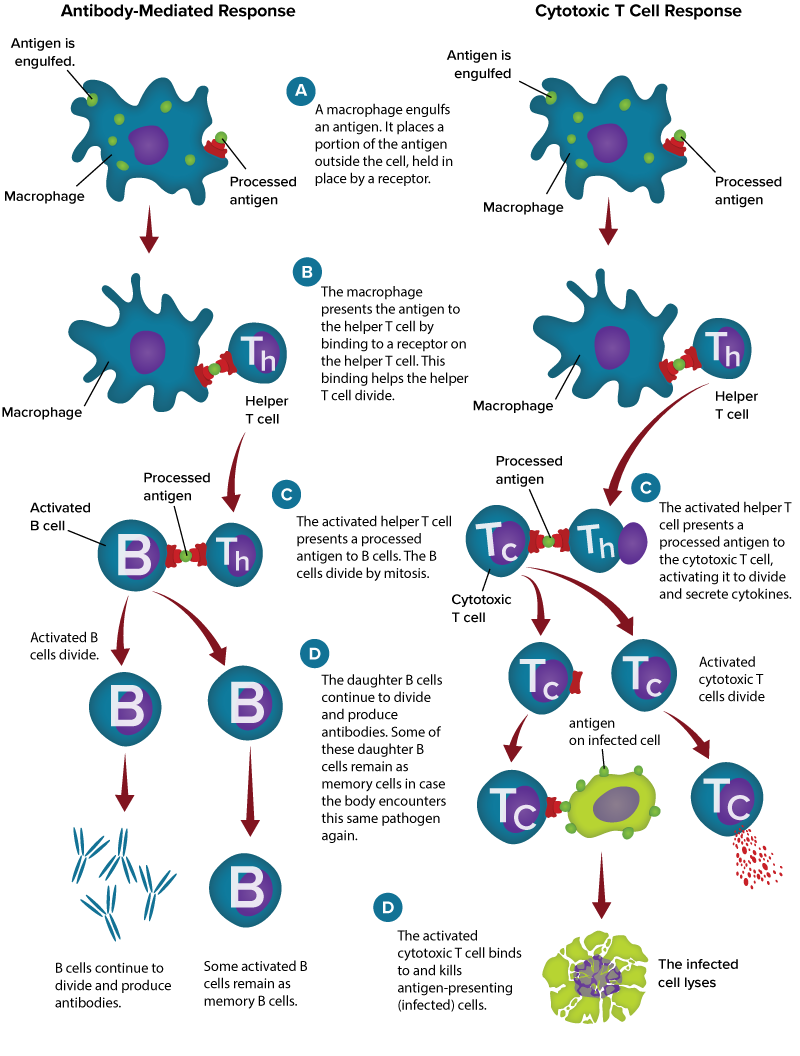 Antibody-Mediated Response
Cytotoxic T Cell Response
Antigen is
engulfed.
A
A macrophage engulfs
an antigen. It places a
portion of the antigen
outside the cell, held in
place by a receptor.
Macrophage
Processed
antigen
Antigen is
engulfed
Macrophage
Processed
antigen
B
The macrophage
presents the antigen to
the helper T cell by
binding to a receptor on
the helper T cell. This
binding helps the helper
T cell divide.
Th
Macrophage
Helper
T cell
Th
Macrophage
Helper
T cell
Activated
B cell
Processed
antigen
B
Th
C
The activated helper T cell
presents a processed
antigen to B cells. The B
cells divide by mitosis.
Processed
antigen
Tc
Th
Cytotoxic
T cell
C
The activated helper T
cell presents a
processed antigen to
the cytotoxic T cell,
activating it to divide
and secrete cytokines.
Activated B
cells divide.
B
B
D
The daughter B cells
continue to divide
and produce
antibodies. Some of
these daughter B
cells remain as
memory cells in case
the body encounters
this same pathogen
again.
Tc
Tc
Activated
cytotoxic T
cells divide
antigen
on infected cell
Tc
Tc
B
B cells continue to
divide and produce
antibodies.
Some activated B
cells remain as
memory B cells.
D
The activated
cytotoxic T cell binds
to and kills
antigen-presenting
(infected) cells.
The infected
cell lyses